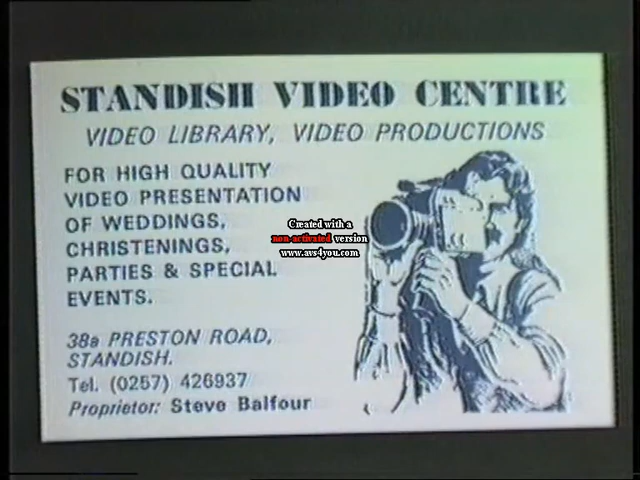 STANDISH VIDEO CENTRE
VIDEO LIBRARY, VIDEO PRODUCTIONS
FOR HIGH QUALITY
VIDEO PRESENTATION
OF WEDDINGS,
CHRISTENINGS,
PARTIES & SPECIAL
EVENTS.
38a PRESTON ROAD,
STANDISH.
Tel. (0257) 426937
Proprietor: Steve Balfour
Created with a
non-activated version
www.avs4you.com